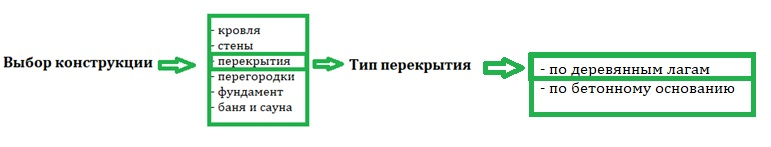 Выбор конструкции
- кровля
- стены
- перекрытия
- перегородки
- фундамент
- баня и сауна
Тип перекрытия
- по деревянным лагам
- по бетонному основанию